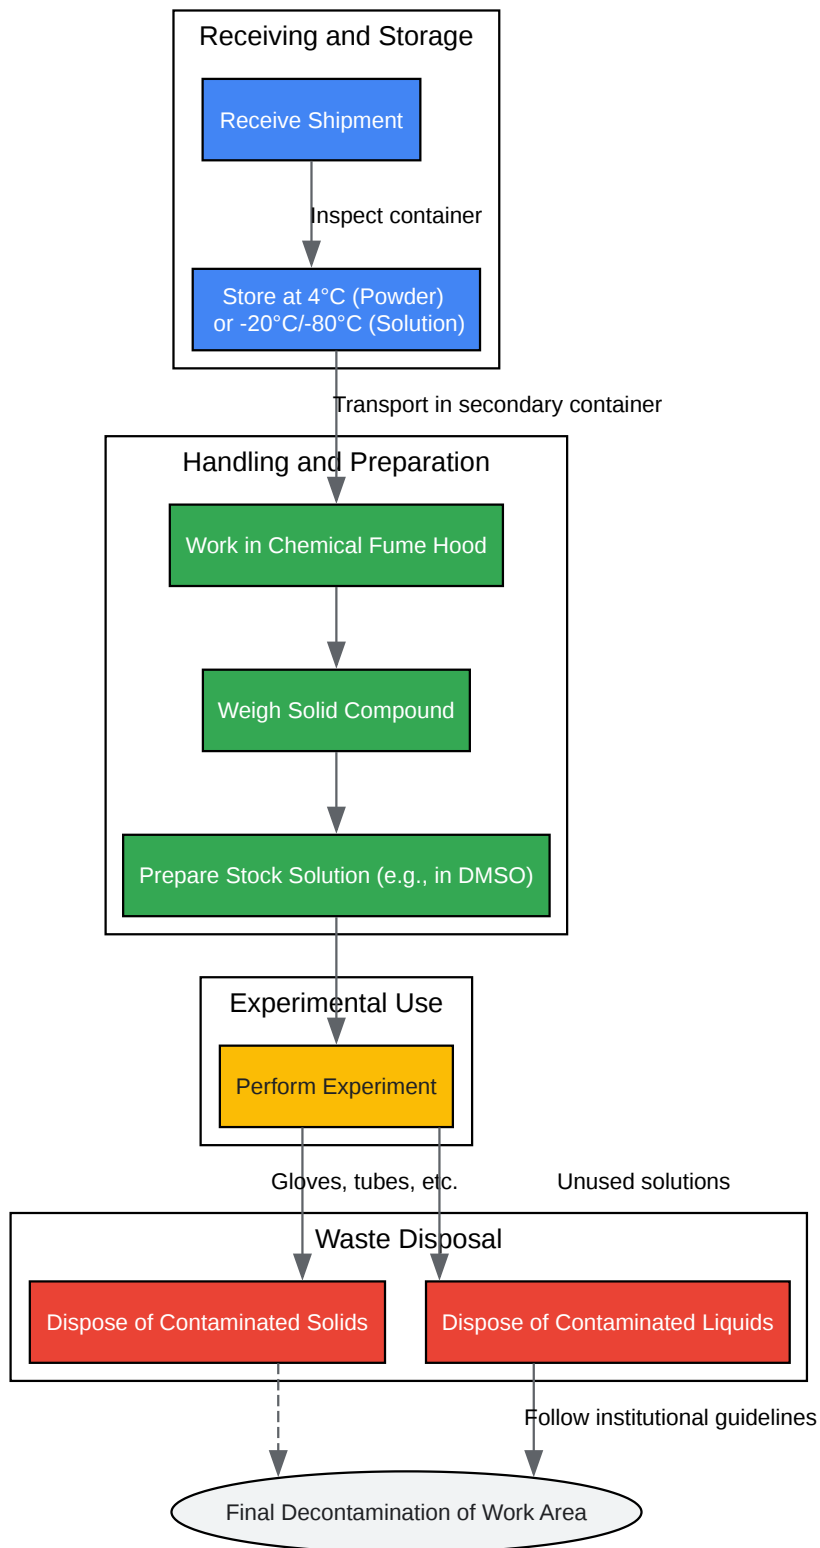 Receiving and Storage
Receive Shipment
Inspect container
Store at 4°C (Powder)
or -20°C/-80°C (Solution)
Transport in secondary container
Handling and Preparation
Work in Chemical Fume Hood
Weigh Solid Compound
Prepare Stock Solution (e.g., in DMSO)
Experimental Use
Perform Experiment
Gloves, tubes, etc.
Unused solutions
Waste Disposal
Dispose of Contaminated Solids
Dispose of Contaminated Liquids
Follow institutional guidelines
Final Decontamination of Work Area